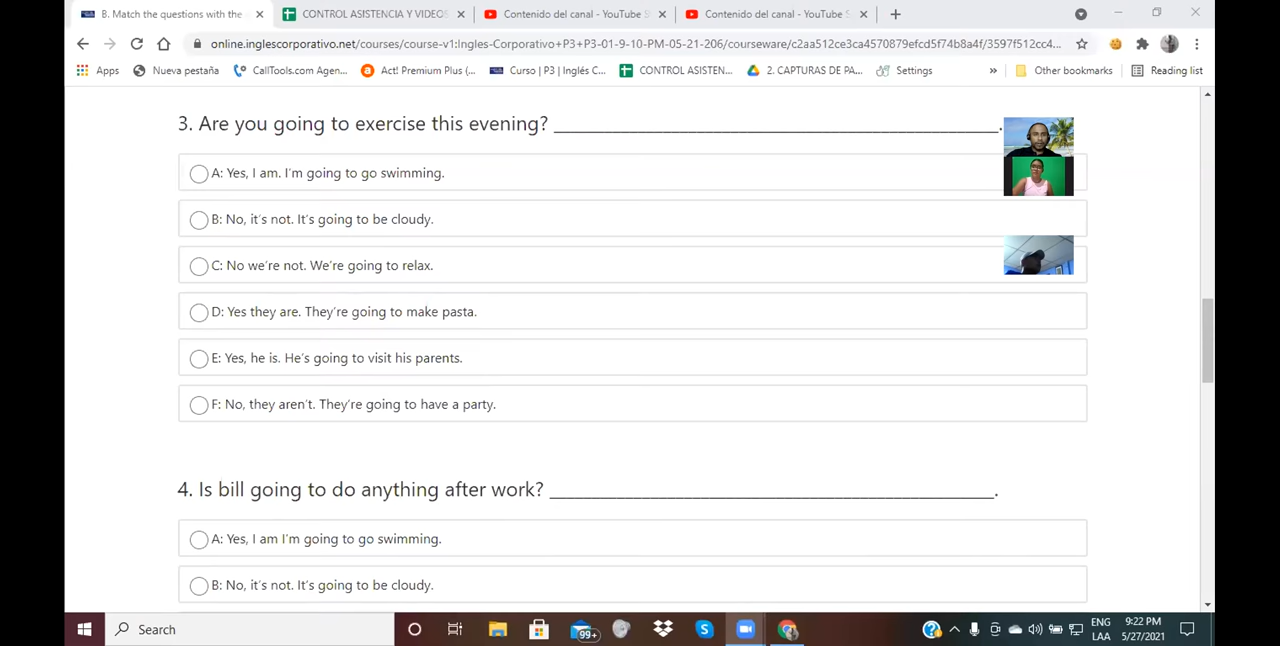 B. Match the questions with the
CONTROL ASISTENCIA Y VIDEOS
Contenido del canal - YouTube S
Contenido del canal - YouTube S
online.inglescorporativo.net/courses/course-v1:Ingles-Corporativo+P3+P3-01-9-10-PM-05-21-206/courseware/c2aa512ce3ca4570879efcd5f74b8a4f/3597f512cc4...
Apps Nueva pestaña CallTools.com Agen... Act! Premium Plus (... Curso | P3 | Inglés C... CONTROL ASISTEN... 2. CAPTURAS DE PA... Settings » Other bookmarks Reading list
3. Are you going to exercise this evening? ____________________.
A: Yes, I am. I'm going to go swimming.
B: No, it's not. It's going to be cloudy.
C: No we're not. We're going to relax.
D: Yes they are. They're going to make pasta.
E: Yes, he is. He's going to visit his parents.
F: No, they aren't. They're going to have a party.
4. Is bill going to do anything after work? ____________________.
A: Yes, I am I'm going to go swimming.
B: No, it's not. It's going to be cloudy.
Search
99+
ENG
LAA
9:22 PM
5/27/2021